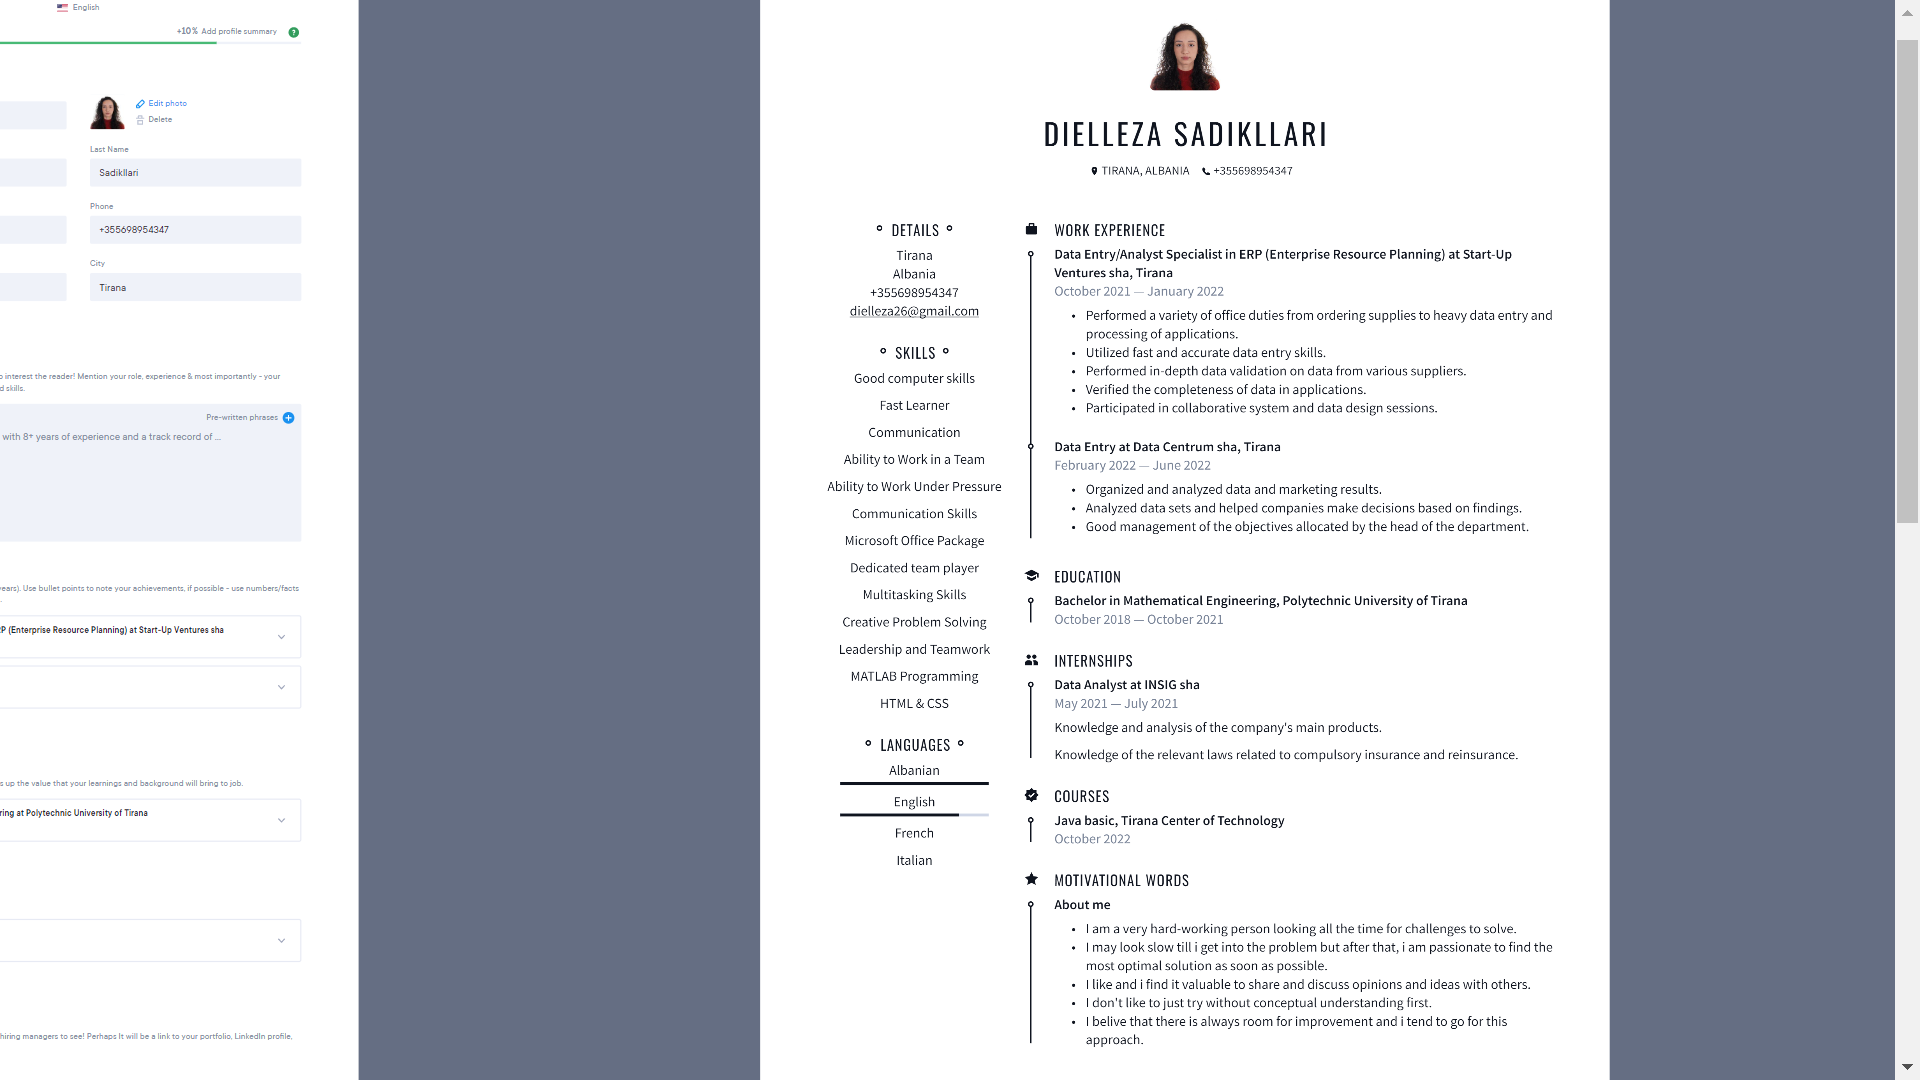 English
+10% Add profile summary
?
Edit photo
Delete
Last Name
Sadikllari
Phone
+355698954347
City
Tirana
o interest the reader! Mention your role, experience & most importantly - your
d skills.
Pre-written phrases
with 8+ years of experience and a track record of ...
years). Use bullet points to note your achievements, if possible - use numbers/facts
P (Enterprise Resource Planning) at Start-Up Ventures sha
s up the value that your learnings and background will bring to job.
ring at Polytechnic University of Tirana
hiring managers to see! Perhaps It will be a link to your portfolio, LinkedIn profile,
DIELLEZA SADIKLLARI
TIRANA, ALBANIA +355698954347
DETAILS
Tirana
Albania
+355698954347
dielleza26@gmail.com
SKILLS
Good computer skills
Fast Learner
Communication
Ability to Work in a Team
Ability to Work Under Pressure
Communication Skills
Microsoft Office Package
Dedicated team player
Multitasking Skills
Creative Problem Solving
Leadership and Teamwork
MATLAB Programming
HTML & CSS
LANGUAGES
Albanian
English
French
Italian
WORK EXPERIENCE
Data Entry/Analyst Specialist in ERP (Enterprise Resource Planning) at Start-Up
Ventures sha, Tirana
October 2021 — January 2022
• Performed a variety of office duties from ordering supplies to heavy data entry and
processing of applications.
• Utilized fast and accurate data entry skills.
• Performed in-depth data validation on data from various suppliers.
• Verified the completeness of data in applications.
• Participated in collaborative system and data design sessions.
Data Entry at Data Centrum sha, Tirana
February 2022 — June 2022
• Organized and analyzed data and marketing results.
• Analyzed data sets and helped companies make decisions based on findings.
• Good management of the objectives allocated by the head of the department.
EDUCATION
Bachelor in Mathematical Engineering, Polytechnic University of Tirana
October 2018 — October 2021
INTERNSHIPS
Data Analyst at INSIG sha
May 2021 — July 2021
Knowledge and analysis of the company's main products.
Knowledge of the relevant laws related to compulsory insurance and reinsurance.
COURSES
Java basic, Tirana Center of Technology
October 2022
MOTIVATIONAL WORDS
About me
• I am a very hard-working person looking all the time for challenges to solve.
• I may look slow till i get into the problem but after that, i am passionate to find the
most optimal solution as soon as possible.
• I like and i find it valuable to share and discuss opinions and ideas with others.
• I don't like to just try without conceptual understanding first.
• I belive that there is always room for improvement and i tend to go for this
approach.